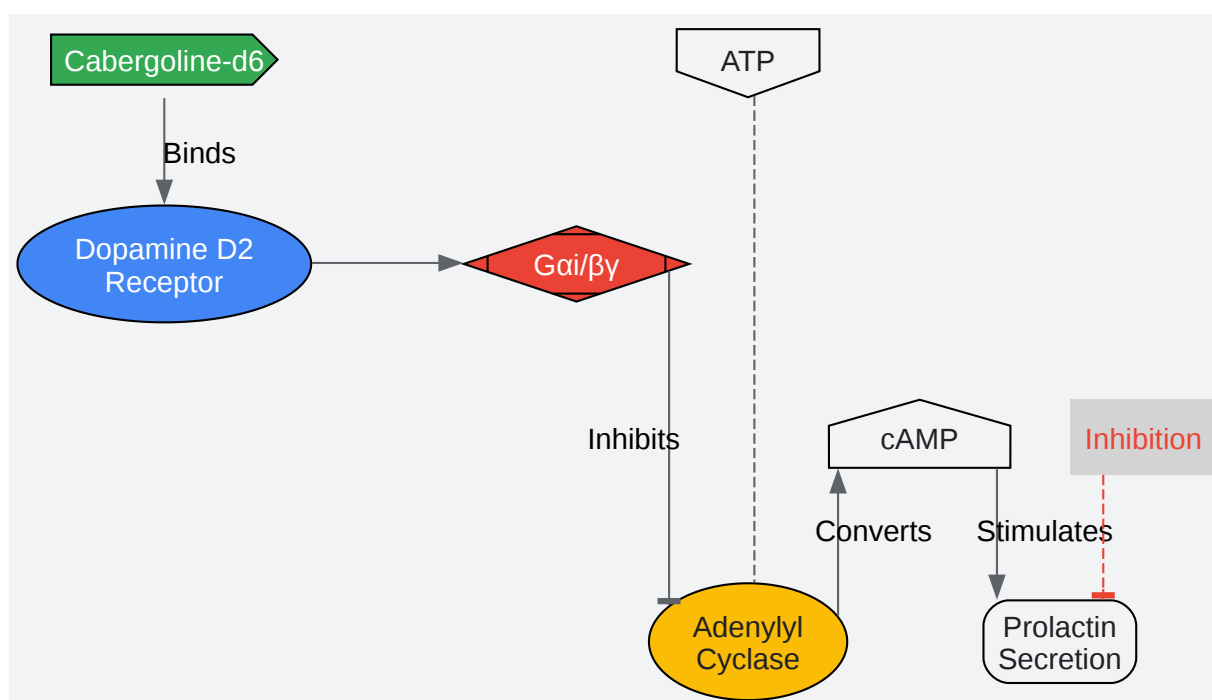 Cabergoline-d6
ATP
Binds
Dopamine D2
Receptor
Gαi/βγ
Inhibits
cAMP
Inhibition
Converts
Stimulates
Adenylyl
Cyclase
Prolactin
Secretion